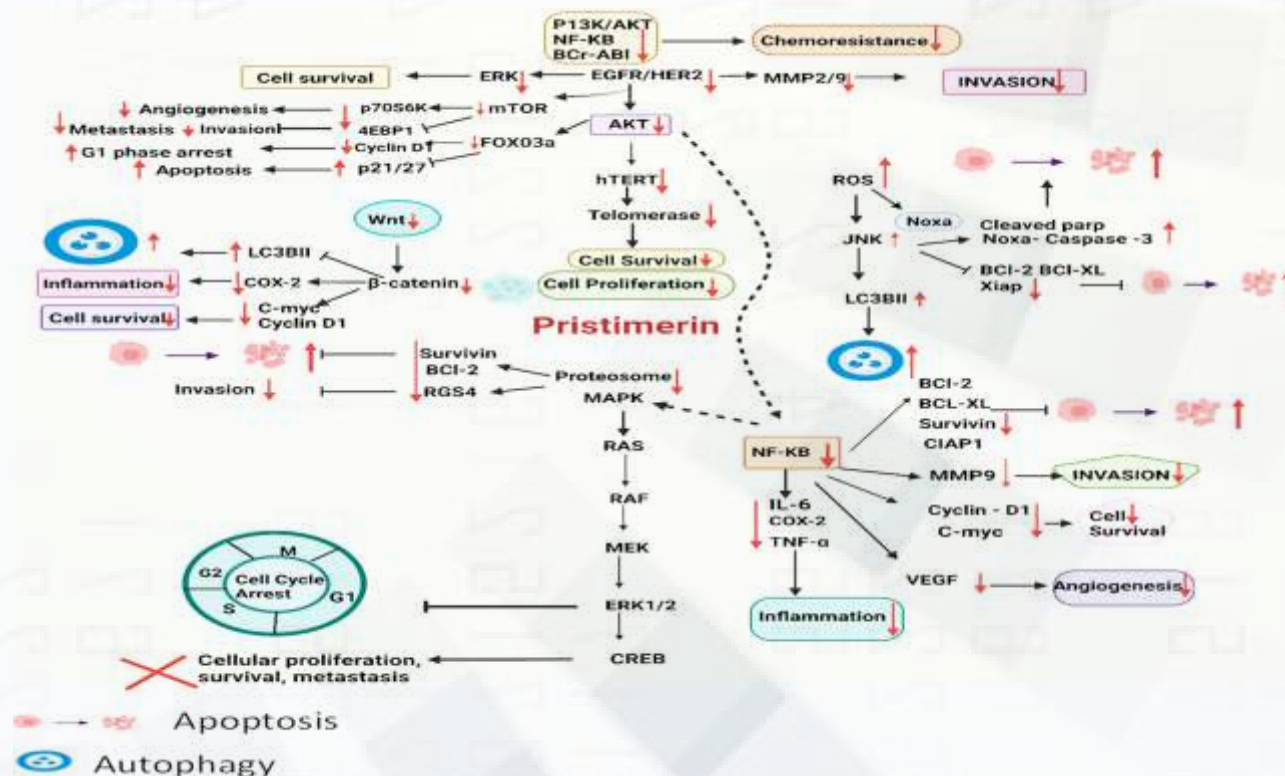 P13K/AKT
NF-KB
BCr-ABl
Chemoresistance
Cell survival
ERK
EGFR/HER2
MMP2/9
INVASION
Angiogenesis
p70S6K
mTOR
Metastasis
Invasion
4EBP1
AKT
G1 phase arrest
Cyclin D1
FOX03a
Apoptosis
p21/27
hTERT
ROS
Telomerase
Noxa
Cleaved parp
Noxa- Caspase -3
Wnt
JNK
LC3BII
Cell Survival
BCl-2 BCl-XL
Xiap
Inflammation
COX-2
β-catenin
Cell Proliferation
LC3BII
Cell survival
C-myc
Cyclin D1
Pristimerin
Survivin
BCl-2
Proteosome
Invasion
RGS4
MAPK
BCl-2
BCL-XL
Survivin
CIAP1
RAS
NF-KB
MMP9
INVASION
RAF
IL-6
COX-2
TNF-α
Cyclin - D1
C-myc
Cell
Survival
MEK
VEGF
Angiogenesis
M
G2
Cell Cycle
Arrest
G1
S
ERK1/2
Inflammation
Cellular proliferation,
survival, metastasis
CREB
Apoptosis
Autophagy